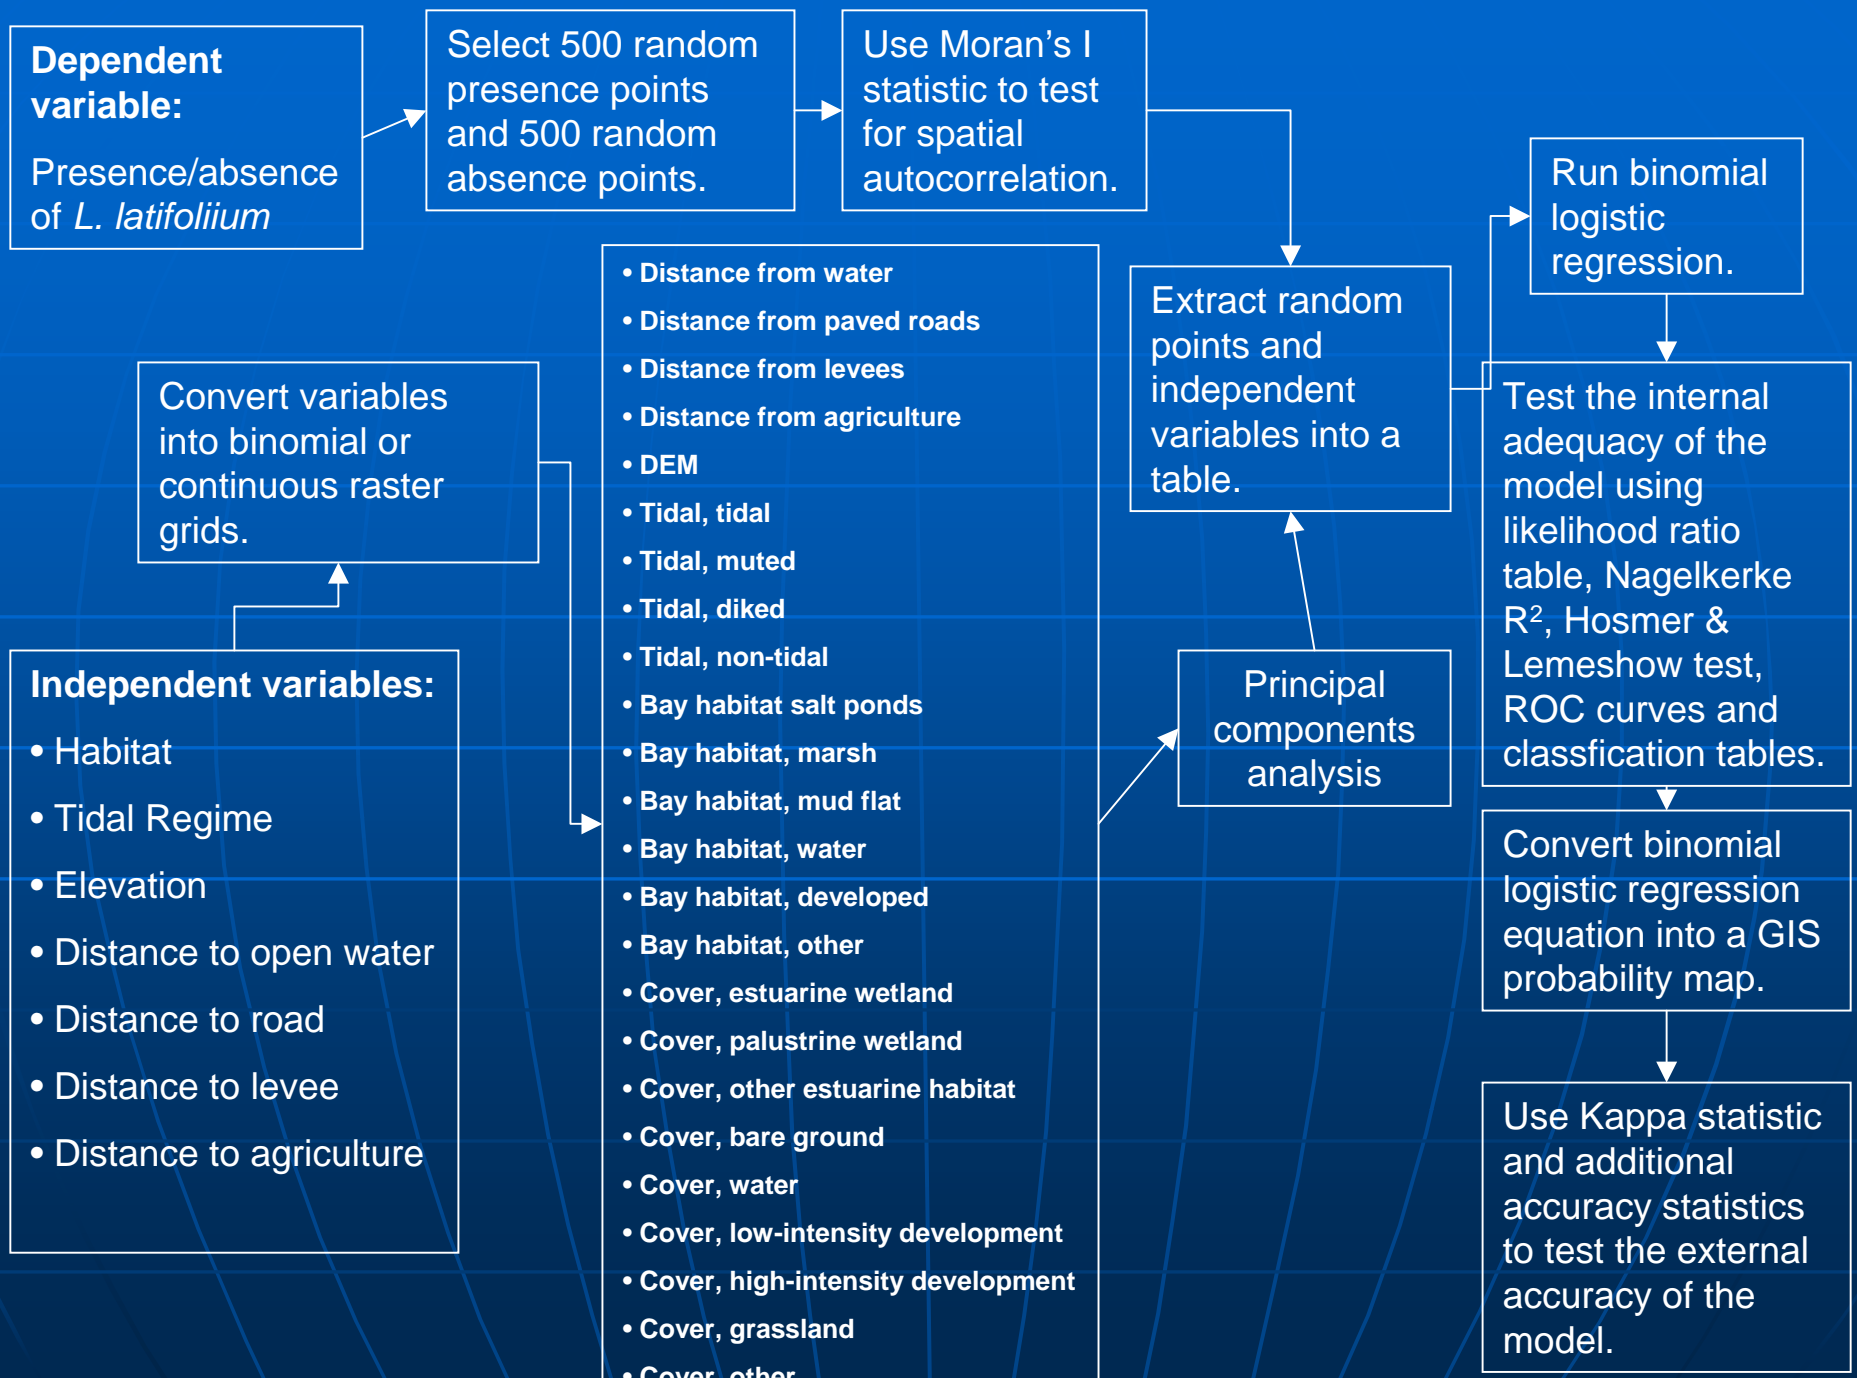 Dependent
variable:
Presence/absence
of L. latifoliium
Select 500 random
presence points
and 500 random
absence points.
Use Moran's I
statistic to test
for spatial
autocorrelation.
Run binomial
logistic
regression.
Convert variables
into binomial or
continuous raster
grids.
Independent variables:
• Habitat
• Tidal Regime
• Elevation
• Distance to open water
• Distance to road
• Distance to levee
• Distance to agriculture
• Distance from water
• Distance from paved roads
• Distance from levees
• Distance from agriculture
• DEM
• Tidal, tidal
• Tidal, muted
• Tidal, diked
• Tidal, non-tidal
• Bay habitat salt ponds
• Bay habitat, marsh
• Bay habitat, mud flat
• Bay habitat, water
• Bay habitat, developed
• Bay habitat, other
• Cover, estuarine wetland
• Cover, palustrine wetland
• Cover, other estuarine habitat
• Cover, bare ground
• Cover, water
• Cover, low-intensity development
• Cover, high-intensity development
• Cover, grassland
• Cover, other
Extract random
points and
independent
variables into a
table.
Principal
components
analysis
Test the internal
adequacy of the
model using
likelihood ratio
table, Nagelkerke
R², Hosmer &
Lemeshow test,
ROC curves and
classfication tables.
Convert binomial
logistic regression
equation into a GIS
probability map.
Use Kappa statistic
and additional
accuracy statistics
to test the external
accuracy of the
model.